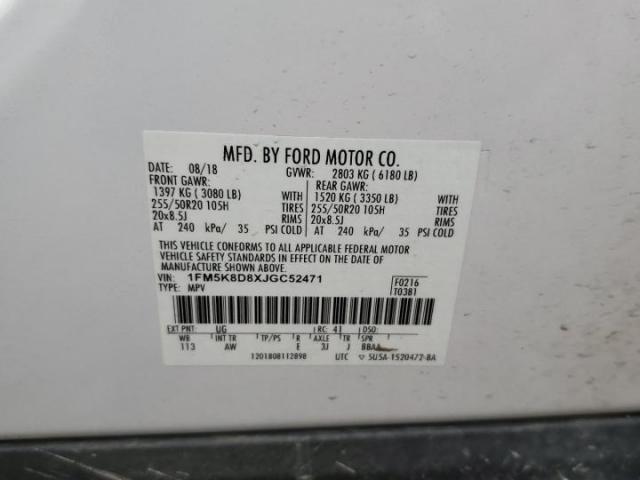 MFD. BY FORD MOTOR CO.
DATE: 08/18 GVWR: 2803 KG (6180 LB)
FRONT GAWR: REAR GAWR:
1397 KG (3080 LB) WITH 1520 KG (3350 LB) WITH
255/50R20 105H TIRES 255/50R20 105H TIRES
20x8.5J RIMS 20x8.5J RIMS
AT 240 kPa/ 35 PSI COLD AT 240 kPa/ 35 PSI COLD
THIS VEHICLE CONFORMS TO ALL APPLICABLE FEDERAL MOTOR
VEHICLE SAFETY STANDARDS IN EFFECT ON THE DATE OF
MANUFACTURE SHOWN ABOVE.
VIN: 1FM5K8D8XJGC52471 F0216
TYPE: MPV T0381
EXT PNT: UG RC: 41 DSO:
WB INT TR TP/PS R AXLE TR SPR
113 AW E 3J J BBAA
1201808112898 UTC ▽ 5U5A-1520472-BA